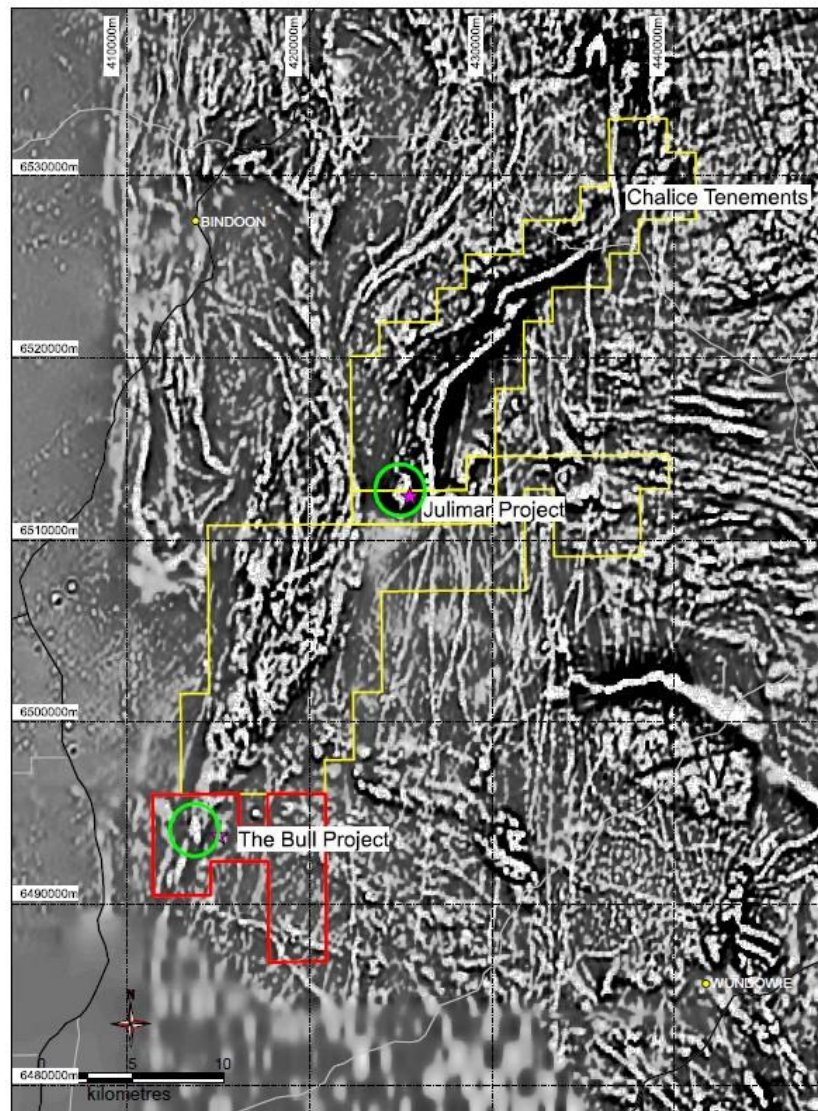 410000m
420000m
430000m
440000m
6530000m
Chalice Tenements
BINDOON
6520000m
Julimar Project
6510000m
6500000m
The Bull Project
6490000m
WUNDOWIE
N
0 5 10
kilometres
6480000m